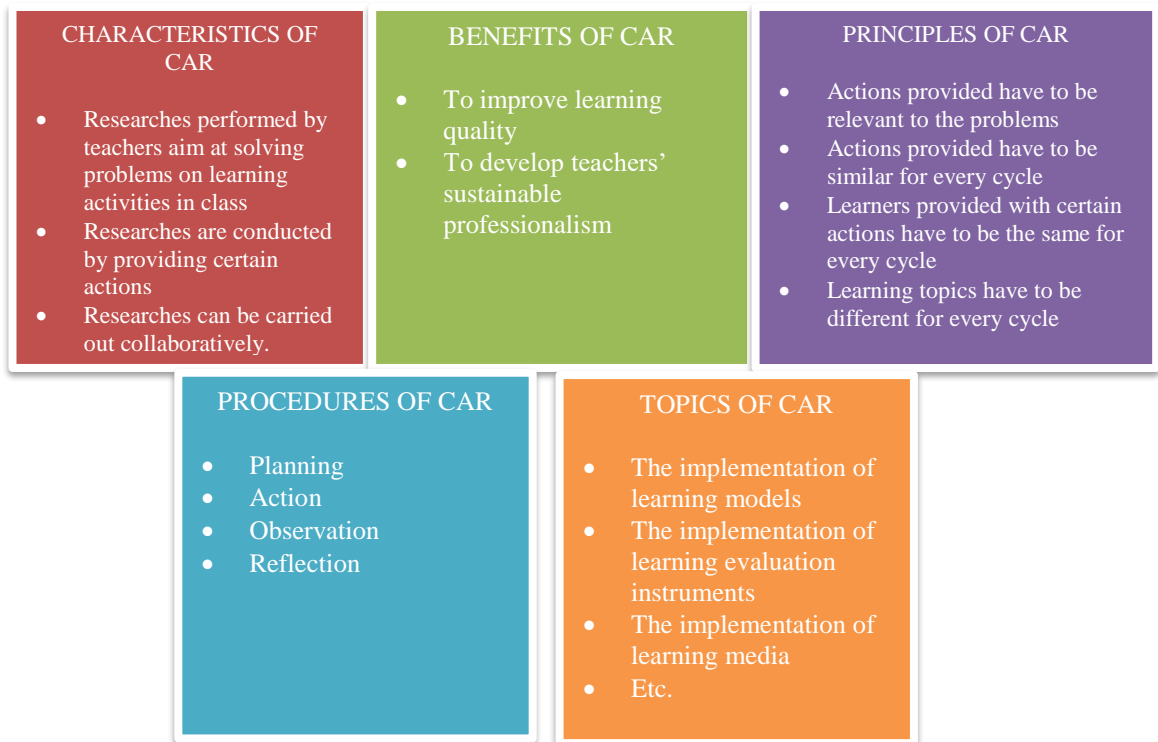 CHARACTERISTICS OF
CAR
• Researches performed by
teachers aim at solving
problems on learning
activities in class
• Researches are conducted
by providing certain
actions
• Researches can be carried
out collaboratively.
BENEFITS OF CAR
• To improve learning
quality
• To develop teachers’
sustainable
professionalism
PRINCIPLES OF CAR
• Actions provided have to be
relevant to the problems
• Actions provided have to be
similar for every cycle
• Learners provided with certain
actions have to be the same for
every cycle
• Learning topics have to be
different for every cycle
PROCEDURES OF CAR
• Planning
• Action
• Observation
• Reflection
TOPICS OF CAR
• The implementation of
learning models
• The implementation of
learning evaluation
instruments
• The implementation of
learning media
• Etc.